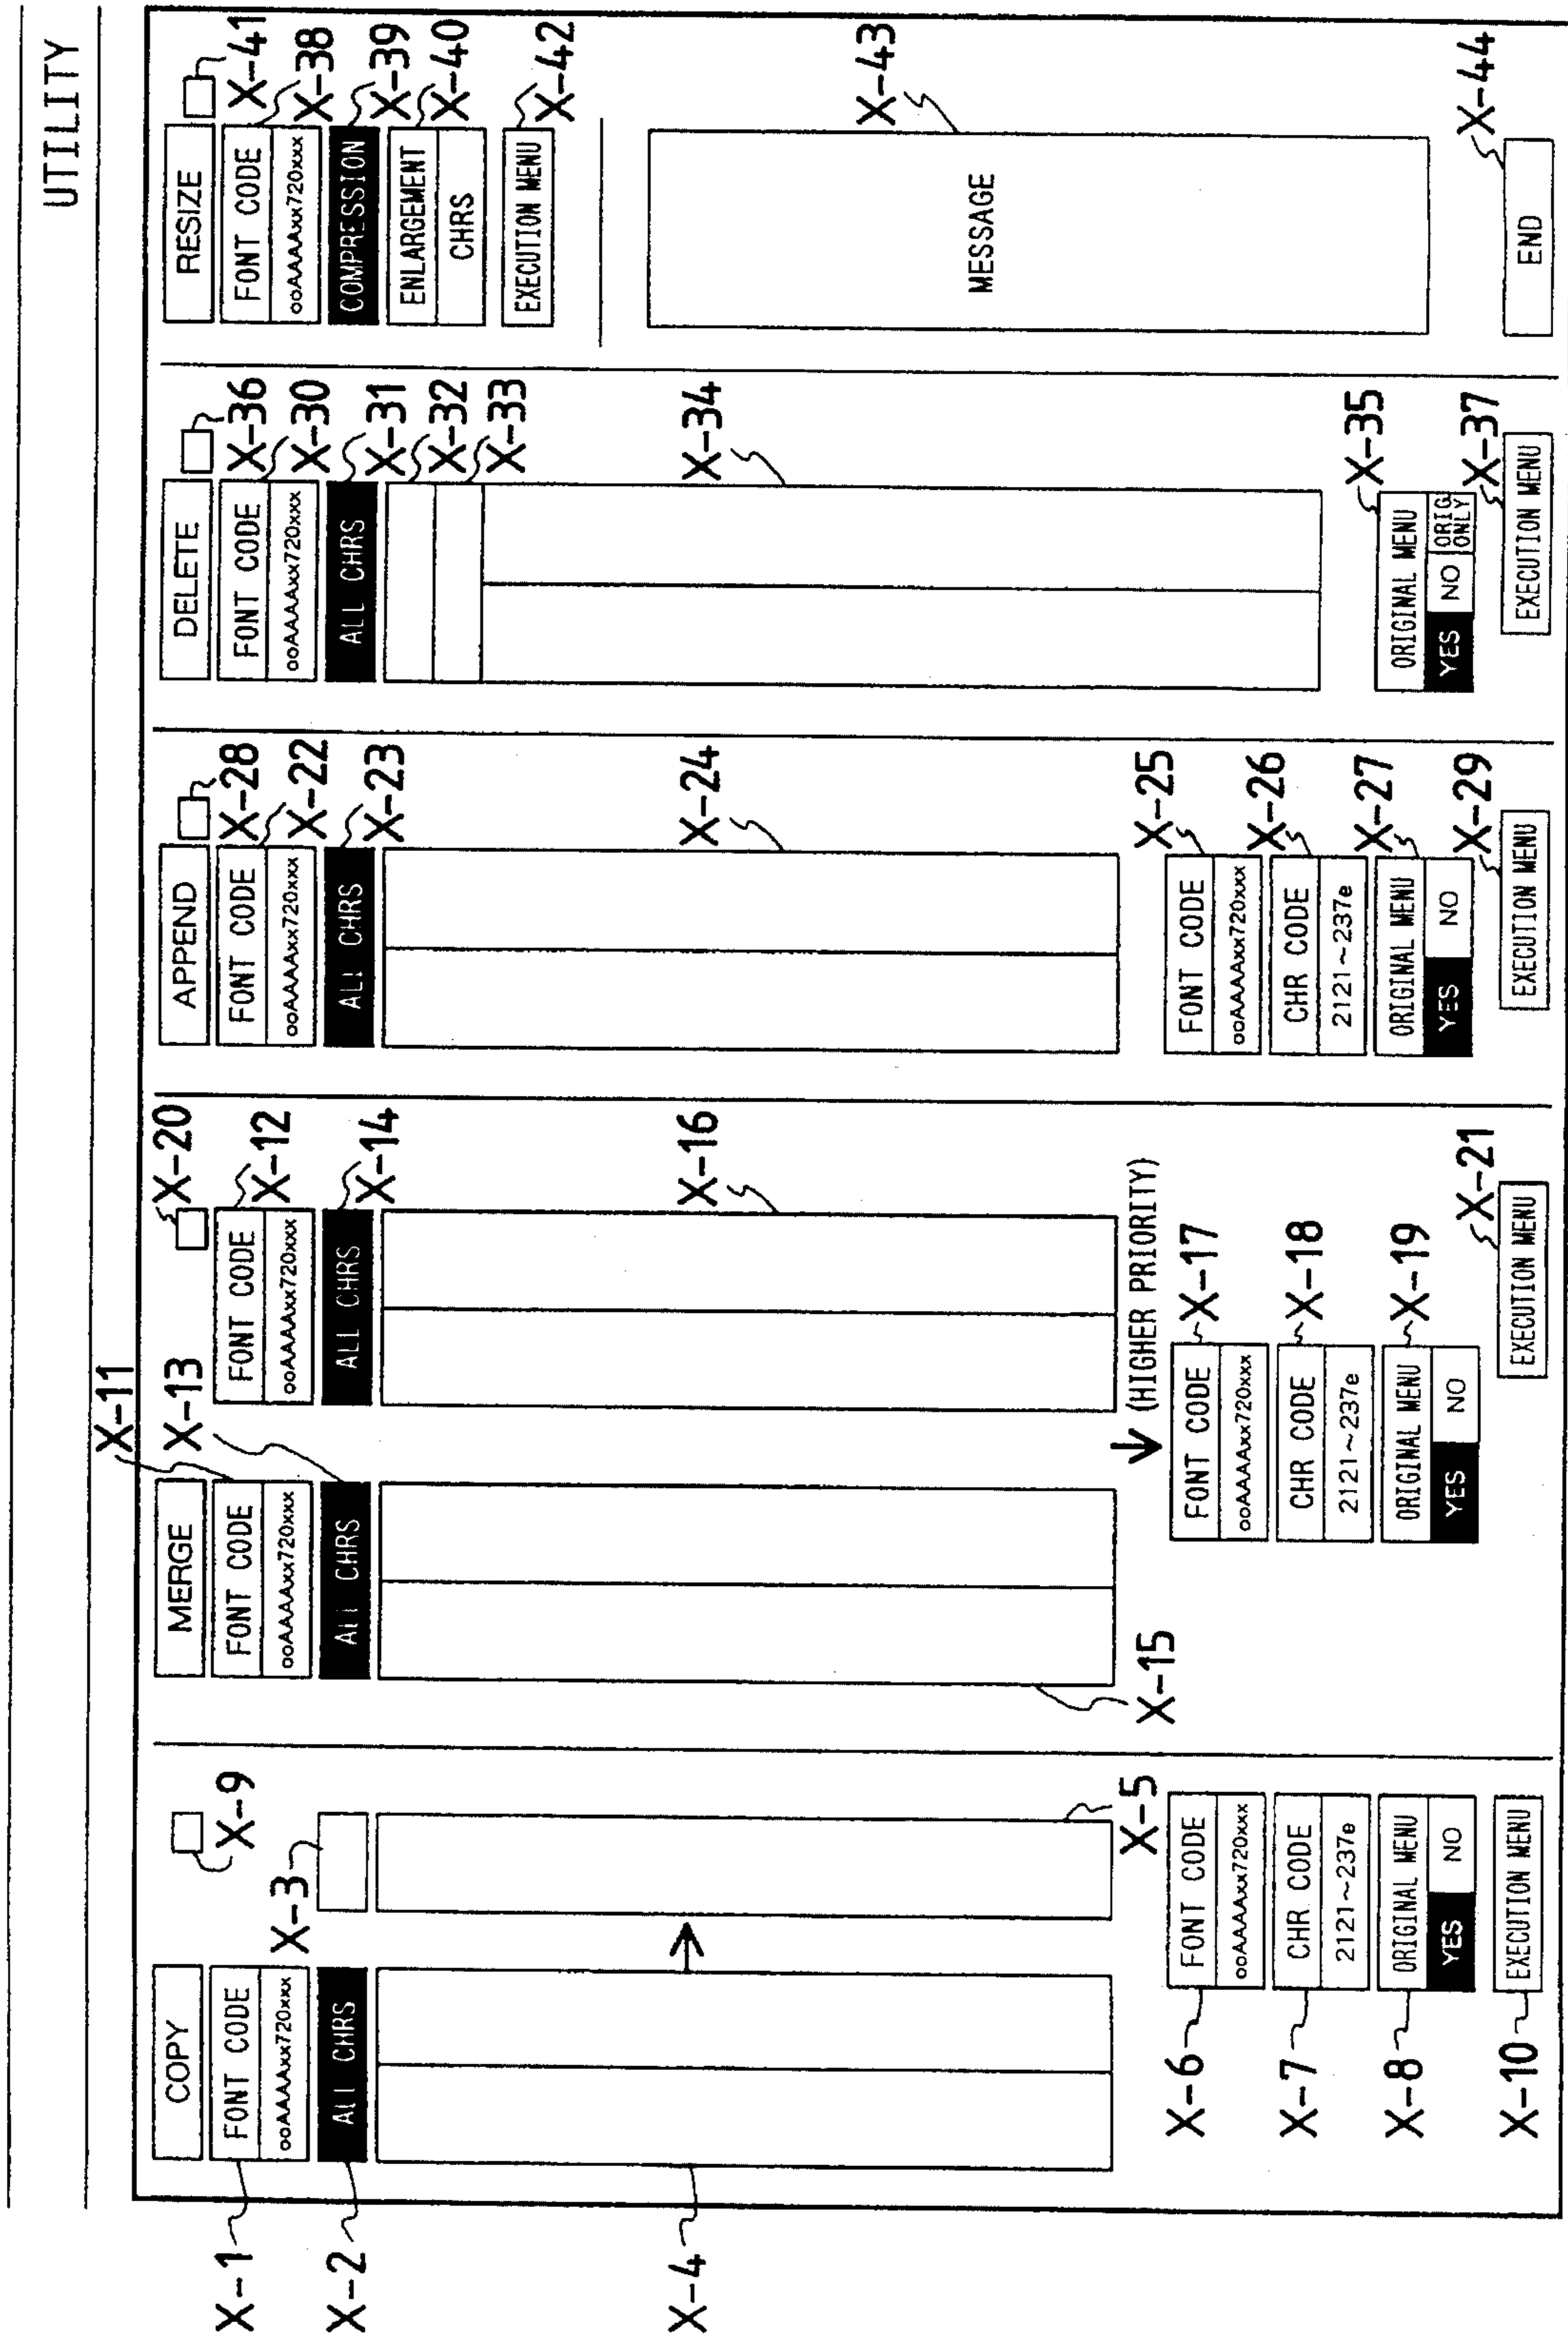 UTILITY
COPY
X-9
X-1
FONT CODE
ooAAAAxx720xxx
X-3
X-2
ALL CHRS
X-4
X-5
X-6
FONT CODE
ooAAAAxx720xxx
X-7
CHR CODE
2121~237e
X-8
ORIGINAL MENU
YES NO
X-10
EXECUTION MENU
X-11
X-13
MERGE
X-20
FONT CODE
ooAAAAxx720xxx
FONT CODE
ooAAAAxx720xxx
X-12
ALL CHRS
ALL CHRS
X-14
X-16
X-15
(HIGHER PRIORITY)
FONT CODE
ooAAAAxx720xxx
X-17
CHR CODE
2121~237e
X-18
ORIGINAL MENU
YES NO
X-19
X-21
EXECUTION MENU
APPEND
X-28
FONT CODE
ooAAAAxx720xxx
X-22
ALL CHRS
X-23
X-24
X-25
FONT CODE
ooAAAAxx720xxx
X-26
CHR CODE
2121~237e
X-27
ORIGINAL MENU
YES NO
X-29
EXECUTION MENU
DELETE
X-36
FONT CODE
ooAAAAxx720xxx
X-30
ALL CHRS
X-31
X-32
X-33
X-34
X-35
ORIGINAL MENU
YES NO ORIG ONLY
X-37
EXECUTION MENU
RESIZE
X-41
FONT CODE
ooAAAAxx720xxx
X-38
COMPRESSION
X-39
ENLARGEMENT
X-40
CHRS
EXECUTION MENU
X-42
MESSAGE
X-43
X-44
END